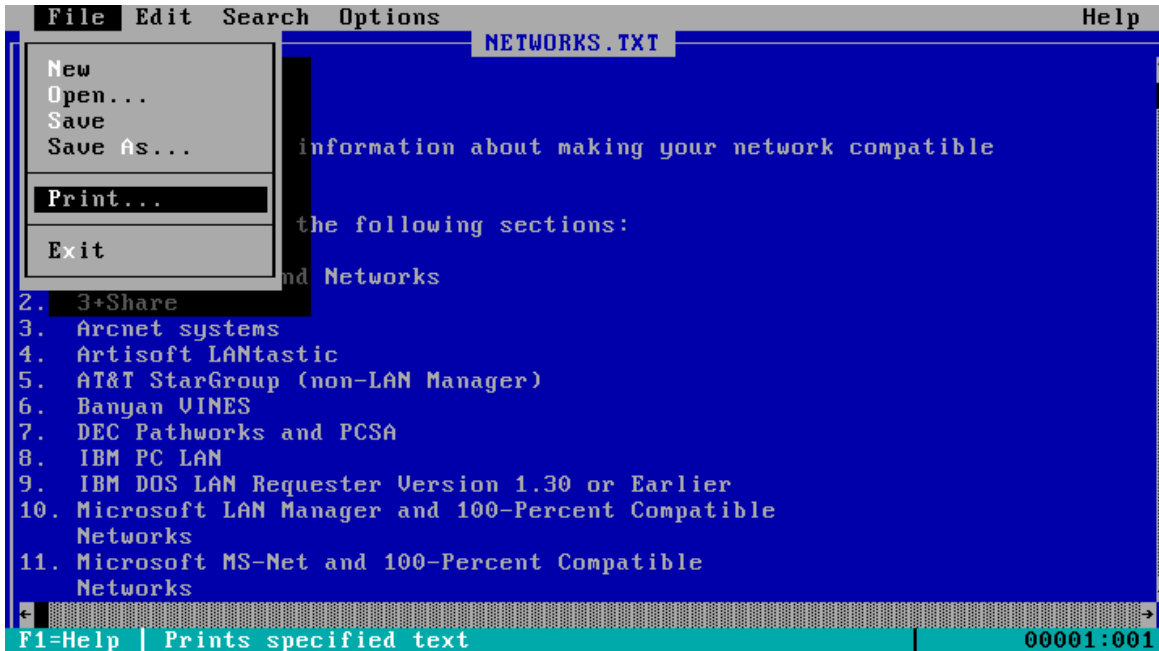 File Edit Search Options Help
NETWORKS.TXT
New
Open...
Save
Save As...
information about making your network compatible
Print...
the following sections:
Exit
nd Networks
2. 3+Share
3. Arcnet systems
4. Artisoft LANtastic
5. AT&T StarGroup (non-LAN Manager)
6. Banyan VINES
7. DEC Pathworks and PCSA
8. IBM PC LAN
9. IBM DOS LAN Requester Version 1.30 or Earlier
10. Microsoft LAN Manager and 100-Percent Compatible
Networks
11. Microsoft MS-Net and 100-Percent Compatible
Networks
F1=Help | Prints specified text 00001:001